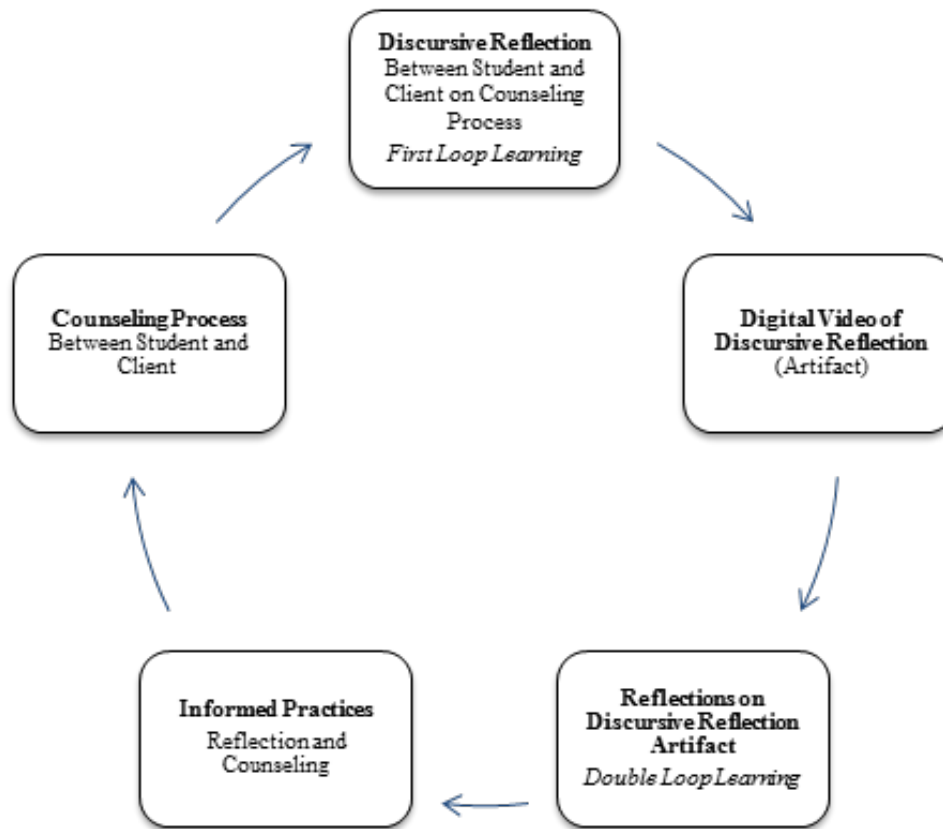 Discursive Reflection
Between Student and
Client on Counseling
Process
First Loop Learning
Counseling Process
Between Student and
Client
Digital Video of
Discursive Reflection
(Artifact)
Informed Practices
Reflection and
Counseling
Reflections on
Discursive Reflection
Artifact
Double Loop Learning